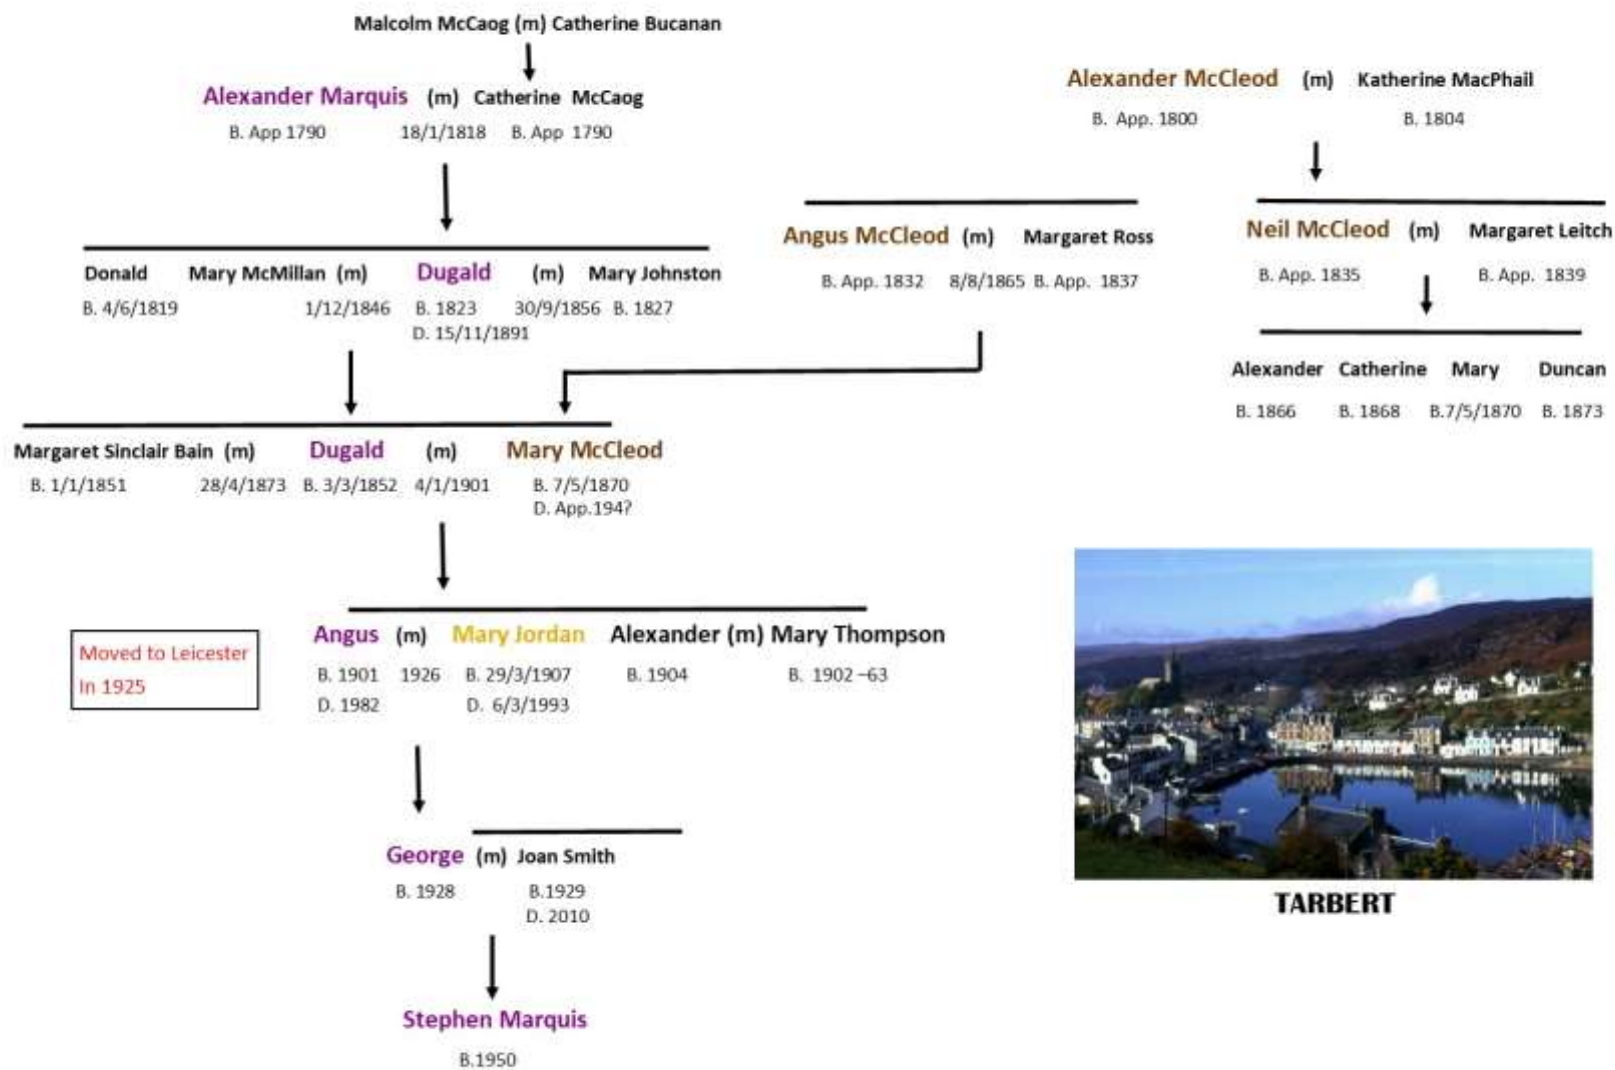 Malcolm McCaog (m) Catherine Bucanan
Alexander Marquis (m) Catherine McCaog
B. App 1790 18/1/1818 B. App 1790
Alexander McCleod (m) Katherine MacPhail
B. App. 1800 B. 1804
Donald Mary McMillan (m) Dugald (m) Mary Johnston
B. 4/6/1819 1/12/1846 B. 1823 30/9/1856 B. 1827
D. 15/11/1891
Angus McCleod (m) Margaret Ross
B. App. 1832 8/8/1865 B. App. 1837
Neil McCleod (m) Margaret Leitch
B. App. 1835 B. App. 1839
Alexander Catherine Mary Duncan
B. 1866 B. 1868 B.7/5/1870 B. 1873
Margaret Sinclair Bain (m) Dugald (m) Mary McCleod
B. 1/1/1851 28/4/1873 B. 3/3/1852 4/1/1901 B. 7/5/1870
D. App.194?
Moved to Leicester
In 1925
Angus (m) Mary Jordan Alexander (m) Mary Thompson
B. 1901 1926 B. 29/3/1907 B. 1904 B. 1902 –63
D. 1982 D. 6/3/1993
George (m) Joan Smith
B. 1928 B.1929
D. 2010
Stephen Marquis
B.1950
TARBERT